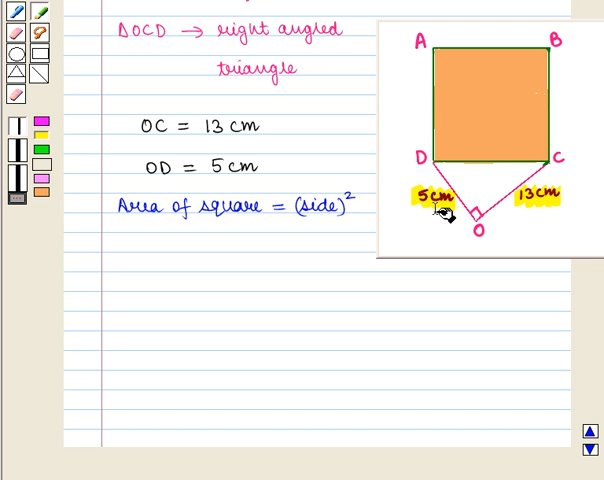 ΔOCD → right angled
triangle
OC = 13 cm
OD = 5 cm
Area of square = (side)²
A
B
D
C
5cm
13cm
O